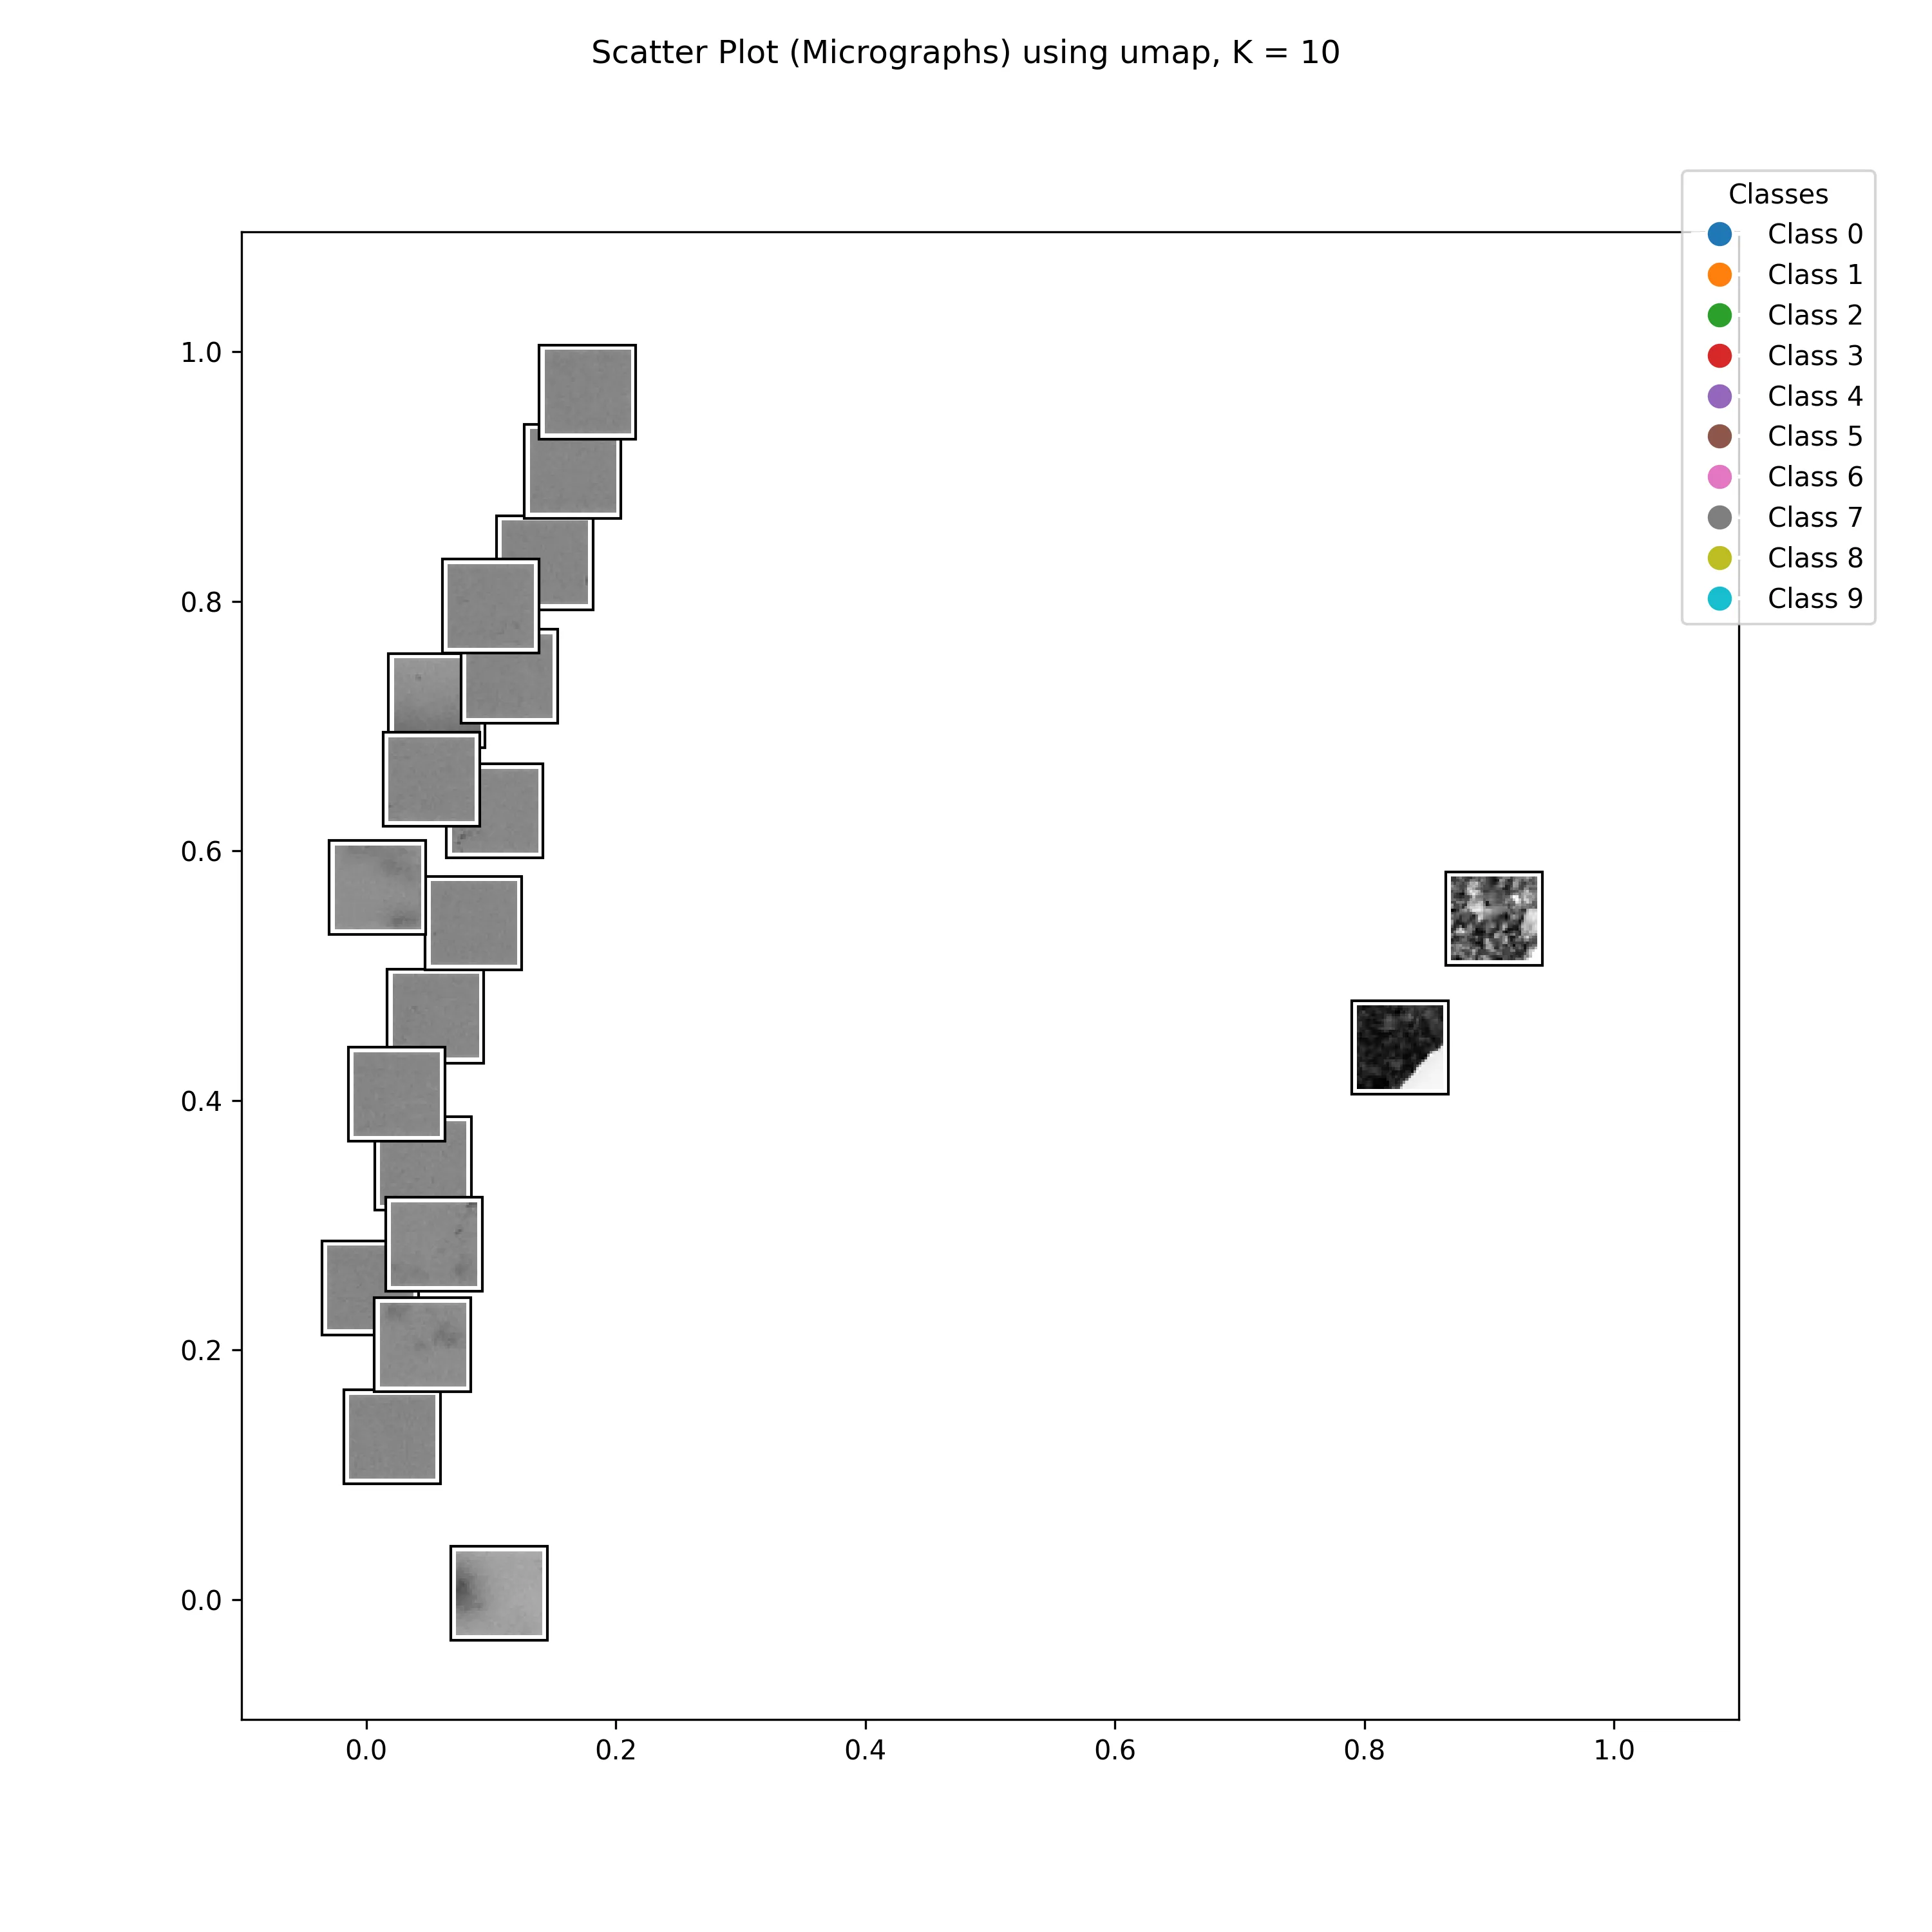 Scatter Plot (Micrographs) using umap, K = 10
Classes
Class 0
Class 1
Class 2
Class 3
Class 4
Class 5
Class 6
Class 7
Class 8
Class 9
1.0
0.8
0.6
0.4
0.2
0.0
0.0 0.2 0.4 0.6 0.8 1.0